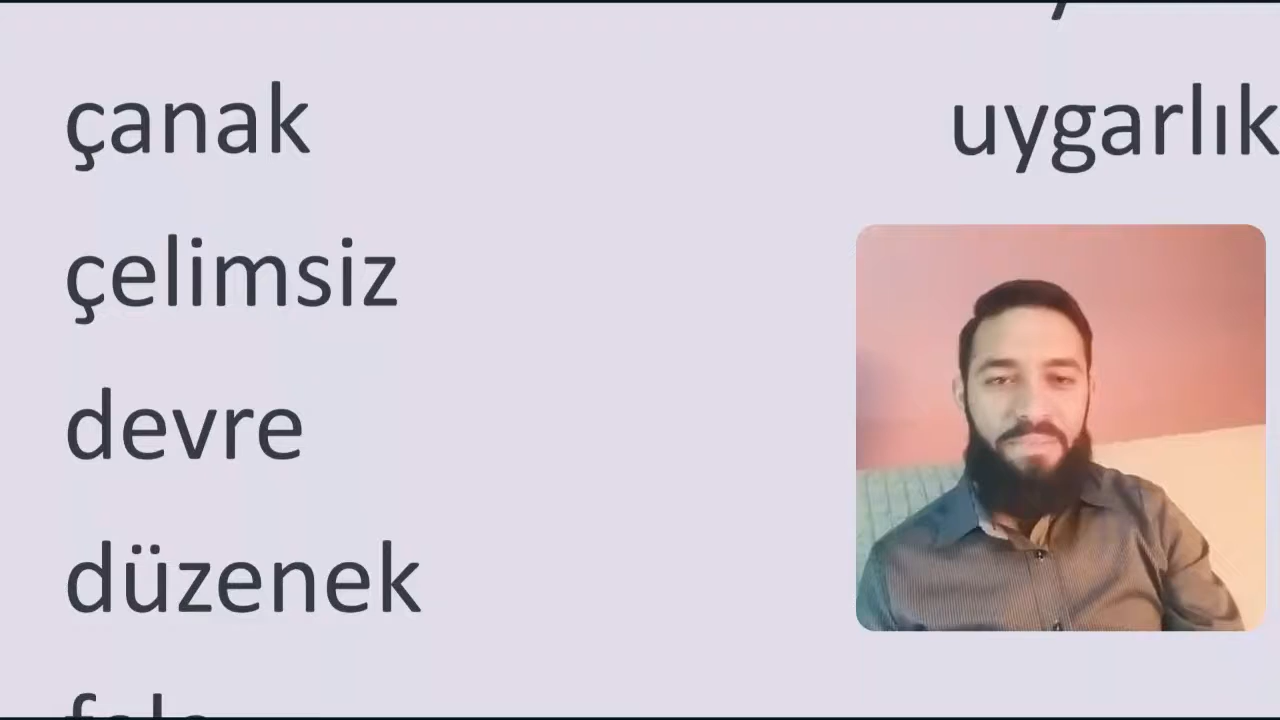 çanak
uygarlık
çelimsiz
devre
düzenek